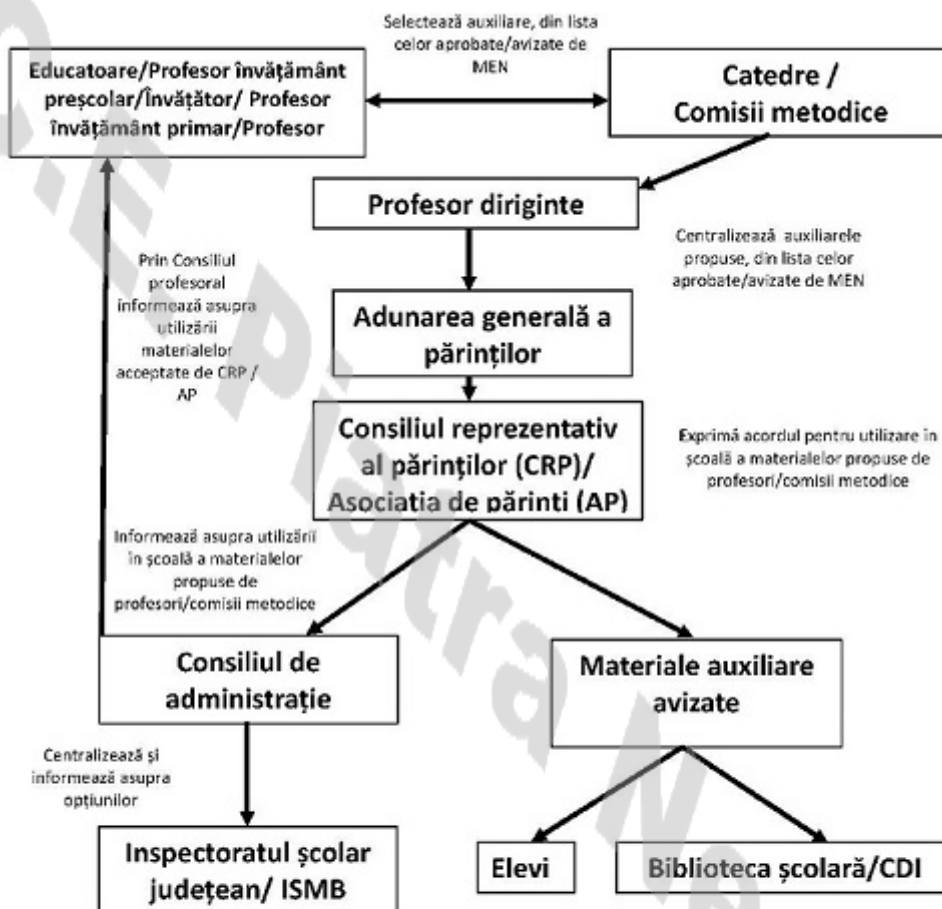 Selectează auxiliare, din lista
celor aprobate/avizate de
MEN
Educatoare/Profesor învățământ
preșcolar/Învățător/ Profesor
învățământ primar/Profesor
Catedre /
Comisii metodice
Profesor diriginte
Centralizează auxiliarele
propuse, din lista celor
aprobate/avizate de MEN
Prin Consiliul
profesoral
informează asupra
utilizării
materialelor
acceptate de CRP /
AP
Adunarea generală a
părinților
Consiliul reprezentativ
al părinților (CRP)/
Asociația de părinți (AP)
Exprimă acordul pentru utilizare în
școală a materialelor propuse de
profesori/comisii metodice
Informează asupra utilizării
în școală a materialelor
propuse de
profesori/comisii metodice
Consiliul de
administrație
Materiale auxiliare
avizate
Centralizează și
informează asupra
opțiunilor
Inspectoratul școlar
județean/ ISMB
Elevi
Biblioteca școlară/CDI
.E. Piatra Ne